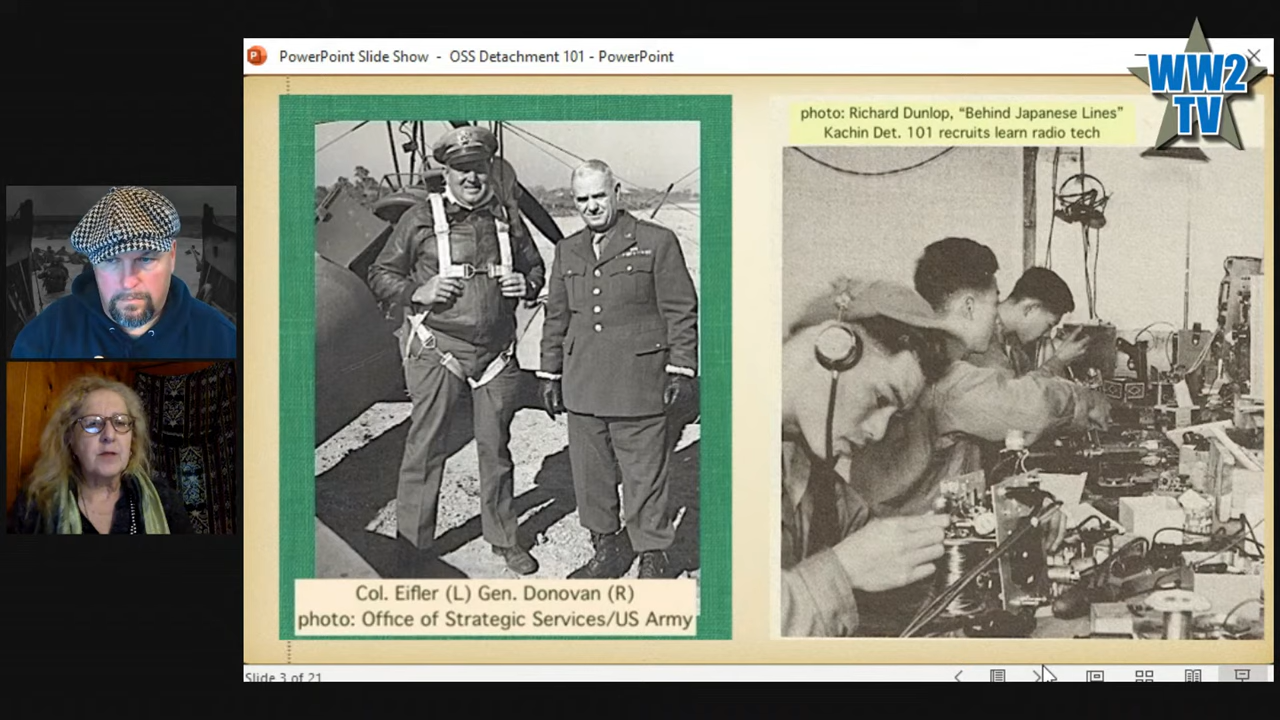 PowerPoint Slide Show - OSS Detachment 101 - PowerPoint
WW2
TV
photo: Richard Dunlop, "Behind Japanese Lines"
Kachin Det. 101 recruits learn radio tech
Col. Eifler (L) Gen. Donovan (R)
photo: Office of Strategic Services/US Army
Slide 3 of 21